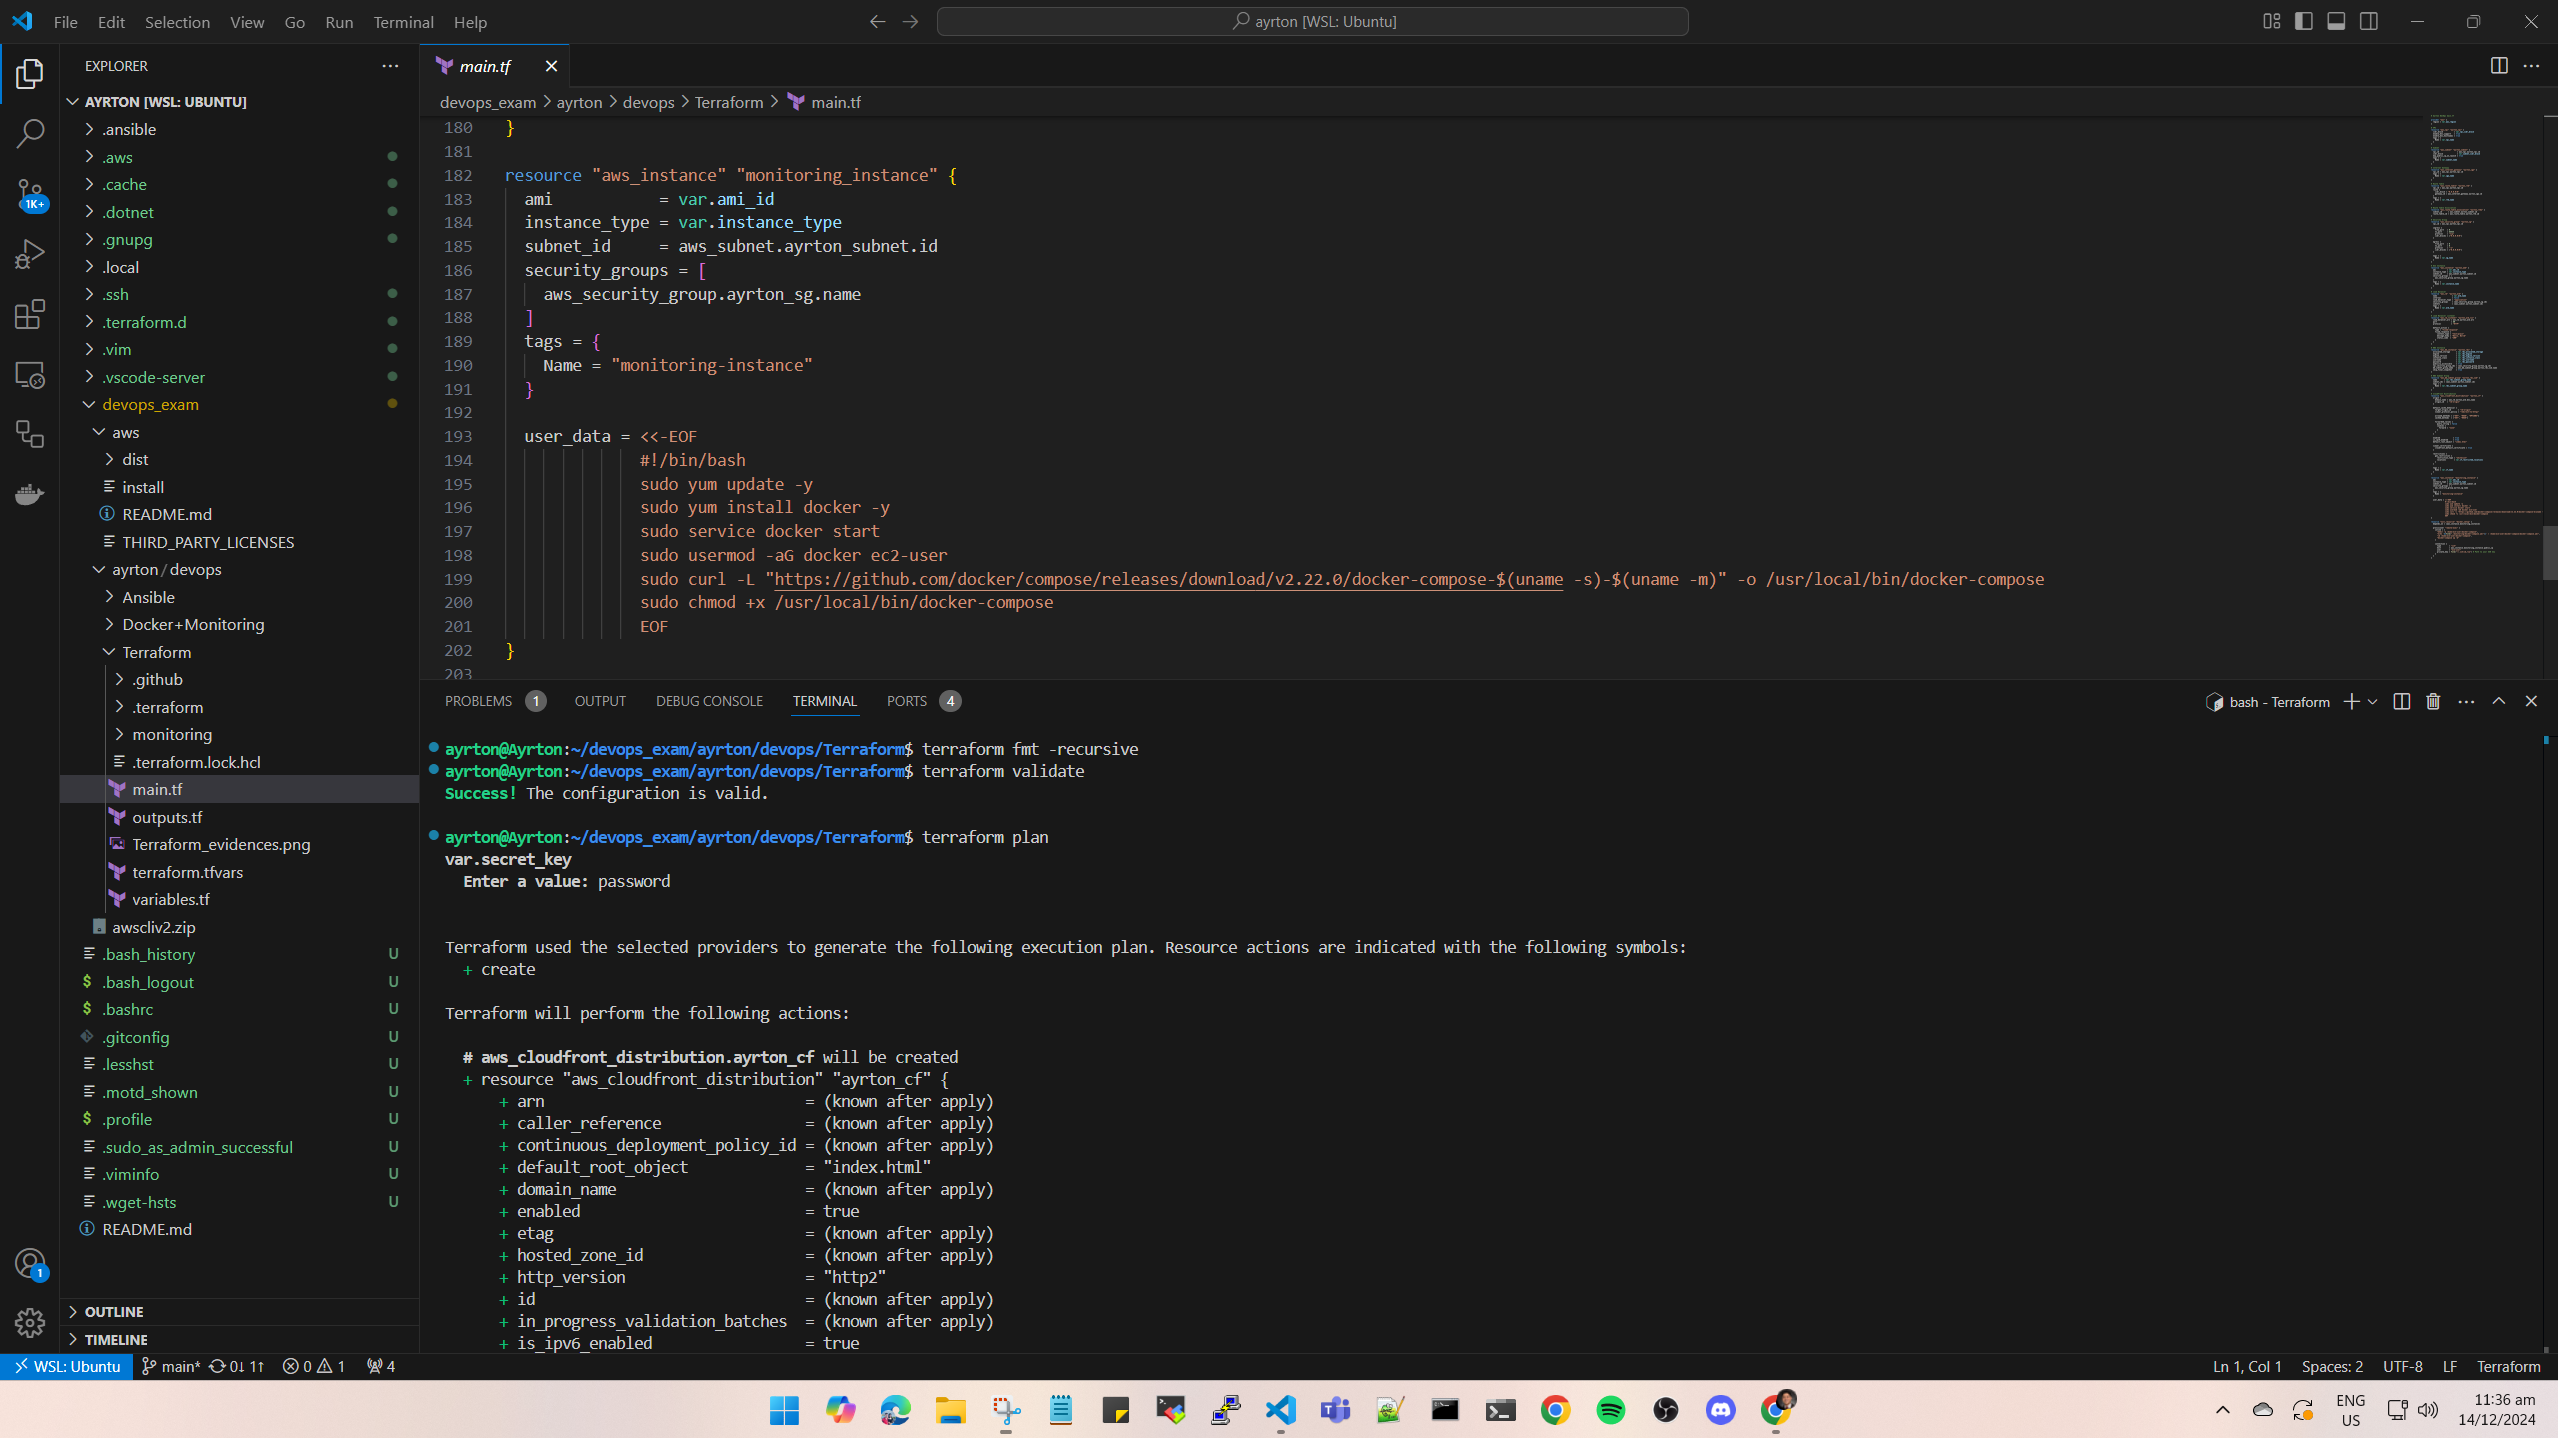 File Edit Selection View Go Run Terminal Help
ayrton [WSL: Ubuntu]
EXPLORER
AYRTON [WSL: UBUNTU]
.ansible
.aws
.cache
.dotnet
.gnupg
.local
.ssh
.terraform.d
.vim
.vscode-server
devops_exam
aws
dist
install
README.md
THIRD_PARTY_LICENSES
ayrton/devops
Ansible
Docker+Monitoring
Terraform
.github
.terraform
monitoring
.terraform.lock.hcl
main.tf
outputs.tf
Terraform_evidences.png
terraform.tfvars
variables.tf
awscliv2.zip
.bash_history U
.bash_logout U
.bashrc U
.gitconfig U
.lesshst U
.motd_shown U
.profile U
.sudo_as_admin_successful U
.viminfo U
.wget-hsts U
README.md
OUTLINE
TIMELINE
1K+
1
main.tf
devops_exam > ayrton > devops > Terraform > main.tf
180 }
181
182 resource "aws_instance" "monitoring_instance" {
183 ami = var.ami_id
184 instance_type = var.instance_type
185 subnet_id = aws_subnet.ayrton_subnet.id
186 security_groups = [
187 aws_security_group.ayrton_sg.name
188 ]
189 tags = {
190 Name = "monitoring-instance"
191 }
192
193 user_data = <<-EOF
194 #!/bin/bash
195 sudo yum update -y
196 sudo yum install docker -y
197 sudo service docker start
198 sudo usermod -aG docker ec2-user
199 sudo curl -L "https://github.com/docker/compose/releases/download/v2.22.0/docker-compose-$(uname -s)-$(uname -m)" -o /usr/local/bin/docker-compose
200 sudo chmod +x /usr/local/bin/docker-compose
201 EOF
202 }
203
PROBLEMS 1 OUTPUT DEBUG CONSOLE TERMINAL PORTS 4
bash - Terraform
ayrton@Ayrton:~/devops_exam/ayrton/devops/Terraform$ terraform fmt -recursive
ayrton@Ayrton:~/devops_exam/ayrton/devops/Terraform$ terraform validate
Success! The configuration is valid.
ayrton@Ayrton:~/devops_exam/ayrton/devops/Terraform$ terraform plan
var.secret_key
Enter a value: password
Terraform used the selected providers to generate the following execution plan. Resource actions are indicated with the following symbols:
+ create
Terraform will perform the following actions:
# aws_cloudfront_distribution.ayrton_cf will be created
+ resource "aws_cloudfront_distribution" "ayrton_cf" {
+ arn = (known after apply)
+ caller_reference = (known after apply)
+ continuous_deployment_policy_id = (known after apply)
+ default_root_object = "index.html"
+ domain_name = (known after apply)
+ enabled = true
+ etag = (known after apply)
+ hosted_zone_id = (known after apply)
+ http_version = "http2"
+ id = (known after apply)
+ in_progress_validation_batches = (known after apply)
+ is_ipv6_enabled = true
WSL: Ubuntu main* 0↓ 1↑ 0 1 4
Ln 1, Col 1 Spaces: 2 UTF-8 LF Terraform
ENG
US
11:36 am
14/12/2024